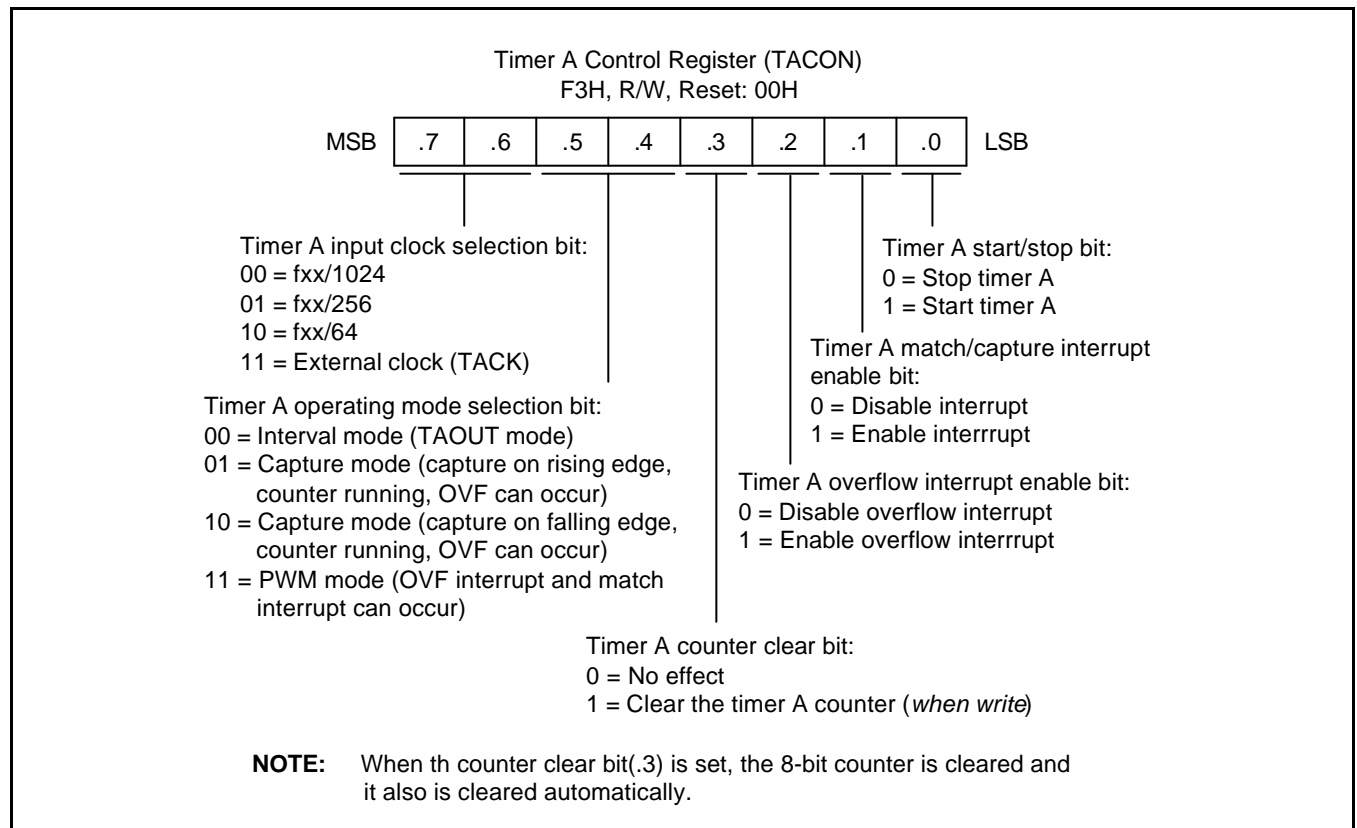 Timer A Control Register (TACON)
F3H, R/W, Reset: 00H
MSB .7 .6 .5 .4 .3 .2 .1 .0 LSB
Timer A input clock selection bit:
00 = fxx/1024
01 = fxx/256
10 = fxx/64
11 = External clock (TACK)
Timer A operating mode selection bit:
00 = Interval mode (TAOUT mode)
01 = Capture mode (capture on rising edge,
counter running, OVF can occur)
10 = Capture mode (capture on falling edge,
counter running, OVF can occur)
11 = PWM mode (OVF interrupt and match
interrupt can occur)
Timer A start/stop bit:
0 = Stop timer A
1 = Start timer A
Timer A match/capture interrupt
enable bit:
0 = Disable interrupt
1 = Enable interrrupt
Timer A overflow interrupt enable bit:
0 = Disable overflow interrupt
1 = Enable overflow interrrupt
Timer A counter clear bit:
0 = No effect
1 = Clear the timer A counter (when write)
NOTE: When th counter clear bit(.3) is set, the 8-bit counter is cleared and
it also is cleared automatically.